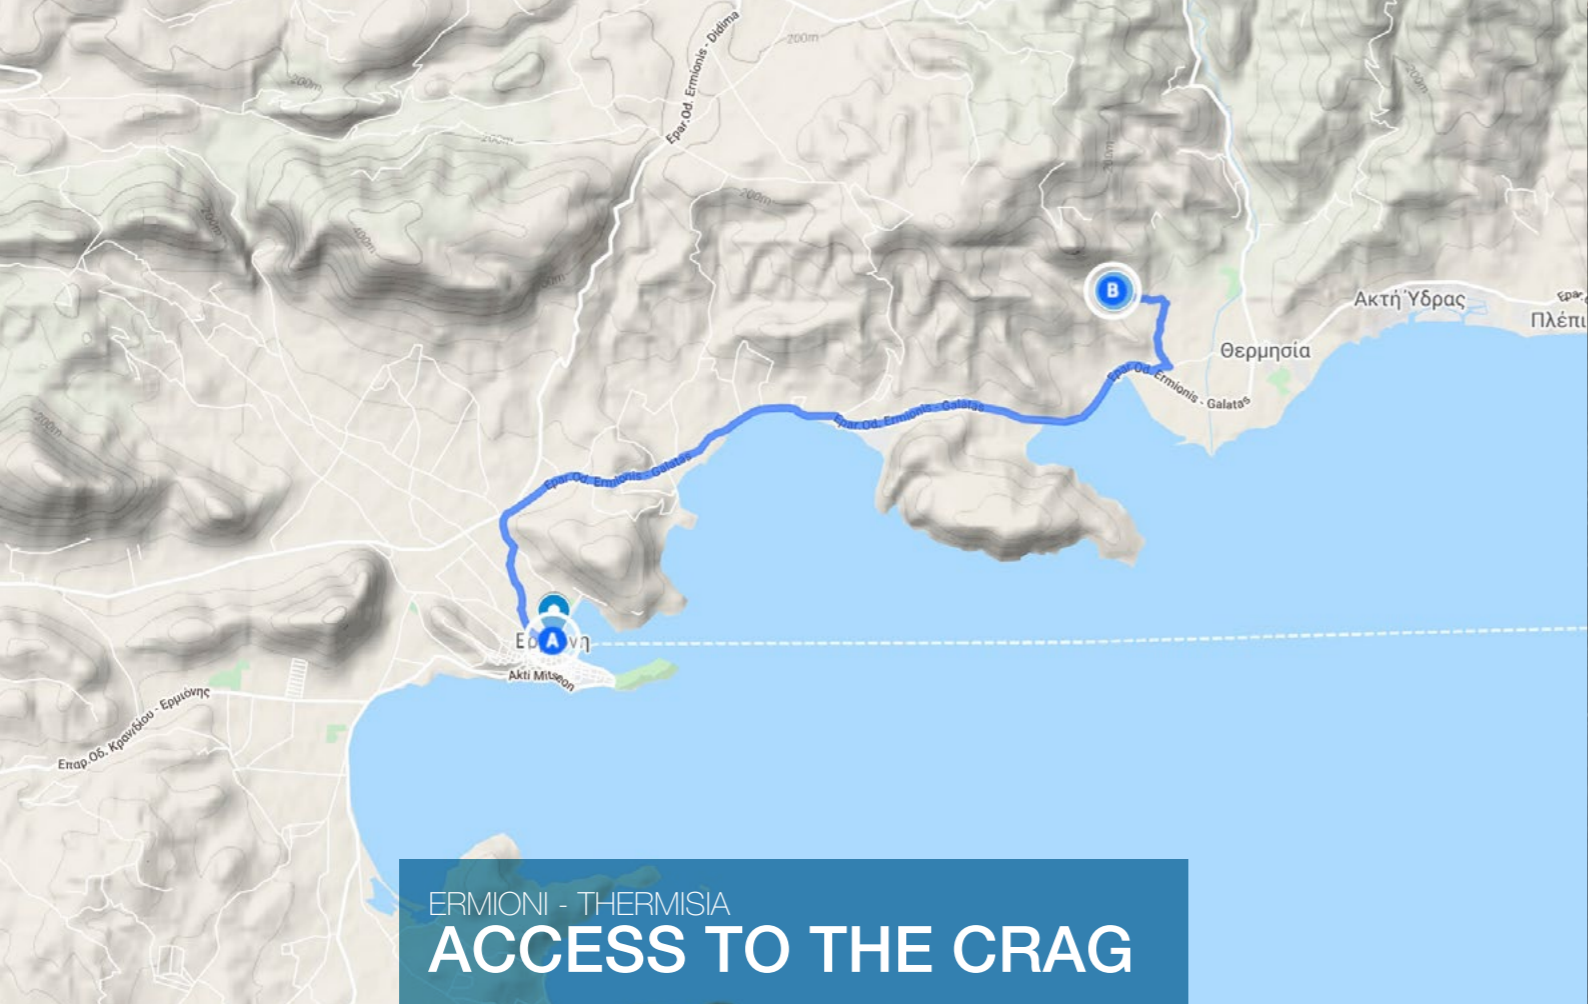 Epar.Od. Ermionis - Didima
200m
200m
200m
200m
200m
200m
200m
400m
B
Ακτή Ύδρας
Πλέπι
Θερμησία
Epar.Od. Ermionis - Galatas
Epar.Od. Ermionis - Galatas
200m
Epar.Od. Ermionis - Galatas
A
Akti Mitseon
Επαρ.Οδ. Κρανιδίου - Ερμιόνης
ERMIONI - THERMISIA
ACCESS TO THE CRAG